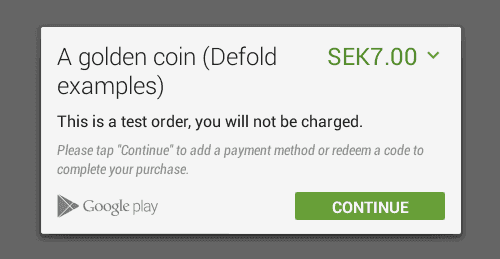 A golden coin (Defold SEK7.00
examples)
This is a test order, you will not be charged.
Please tap "Continue" to add a payment method or redeem a code to
complete your purchase.
Google play CONTINUE